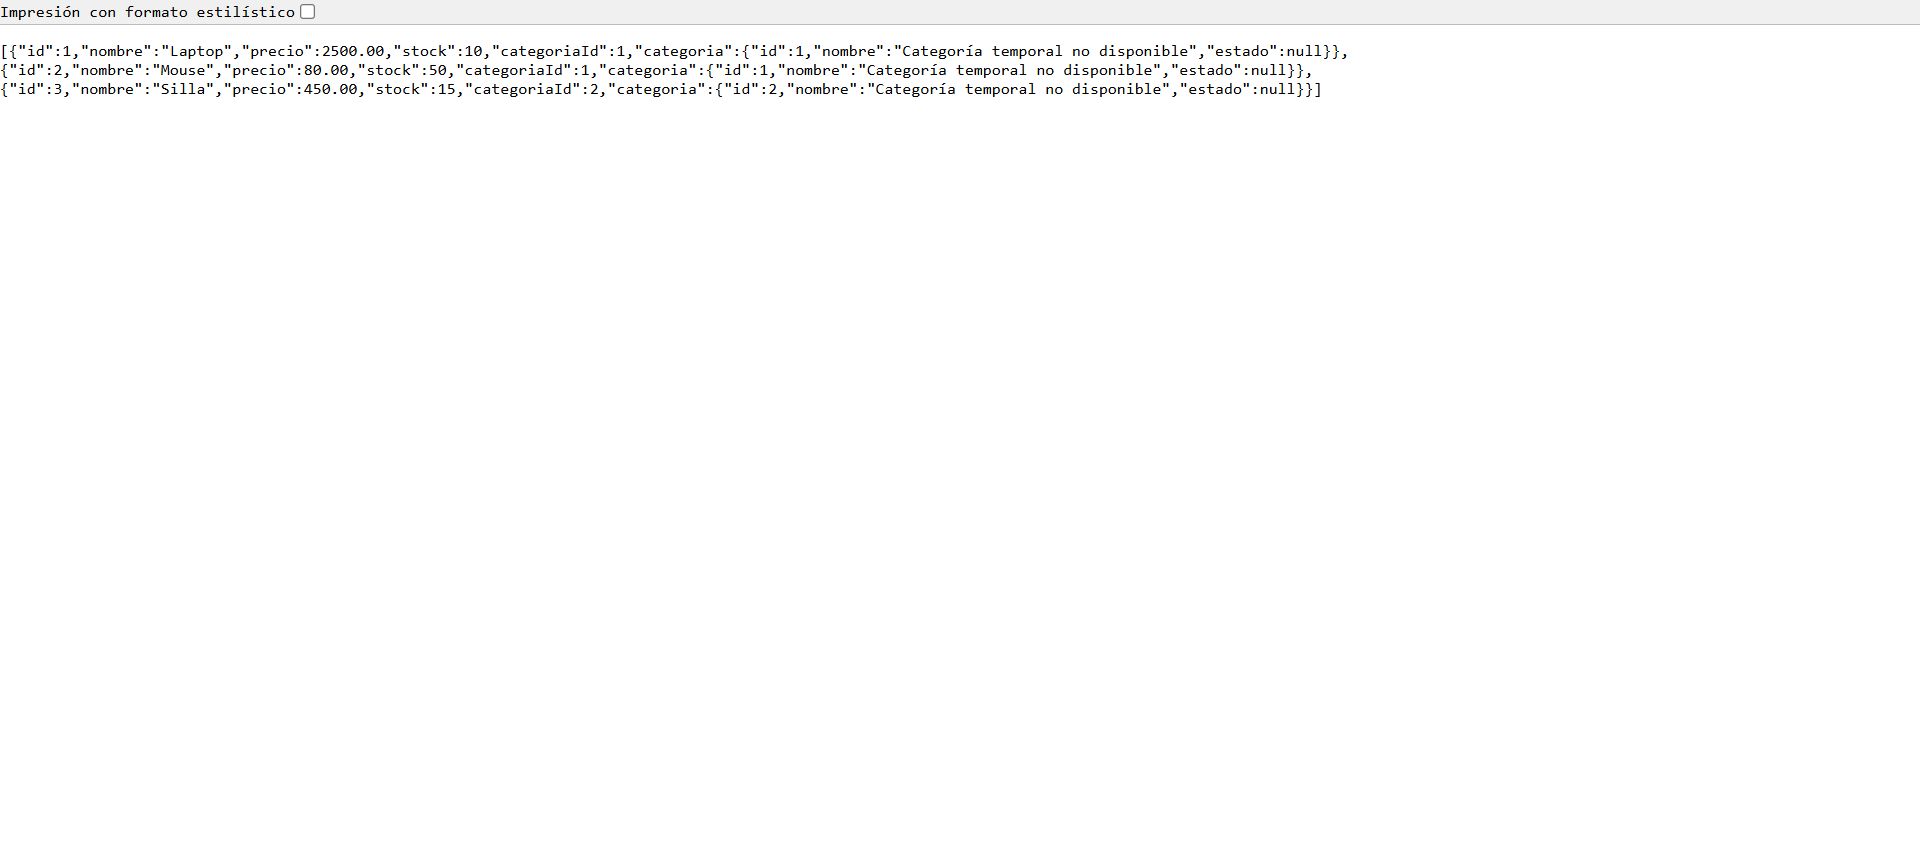 Impresión con formato estilístico
[{"id":1,"nombre":"Laptop","precio":2500.00,"stock":10,"categoriaId":1,"categoria":{"id":1,"nombre":"Categoría temporal no disponible","estado":null}},
{"id":2,"nombre":"Mouse","precio":80.00,"stock":50,"categoriaId":1,"categoria":{"id":1,"nombre":"Categoría temporal no disponible","estado":null}},
{"id":3,"nombre":"Silla","precio":450.00,"stock":15,"categoriaId":2,"categoria":{"id":2,"nombre":"Categoría temporal no disponible","estado":null}}]